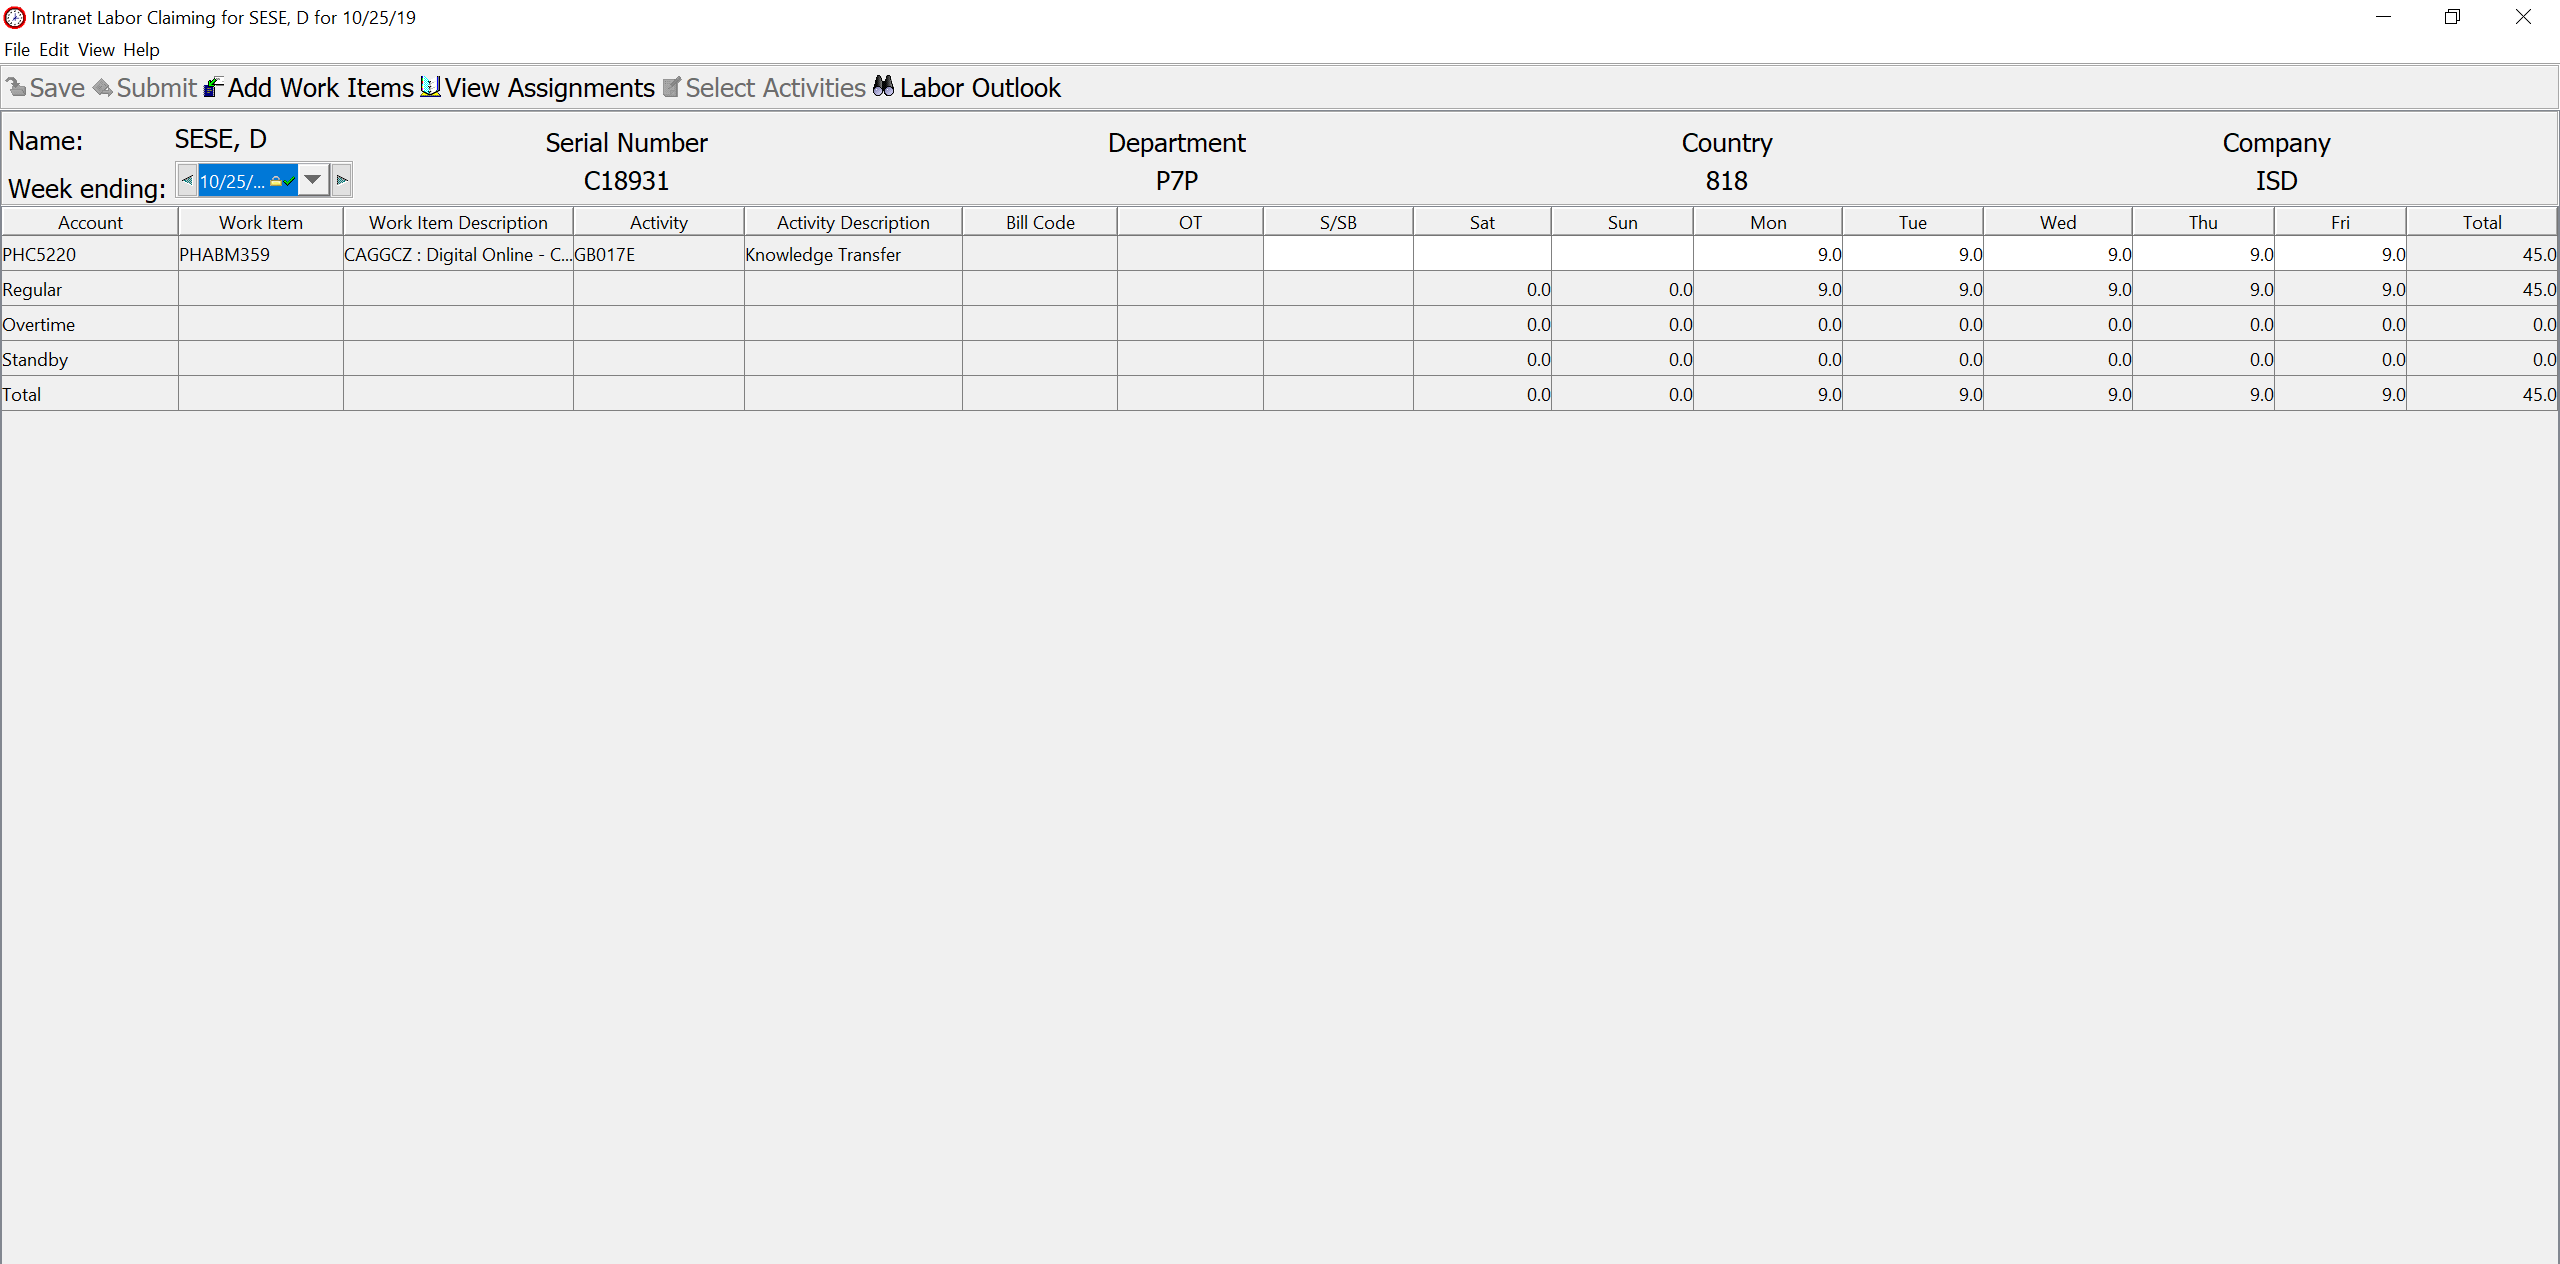 Intranet Labor Claiming for SESE, D for 10/25/19
File Edit View Help
Save Submit Add Work Items View Assignments Select Activities Labor Outlook
Name: SESE, D Serial Number Department Country Company
Week ending: 10/25/... C18931 P7P 818 ISD
Account Work Item Work Item Description Activity Activity Description Bill Code OT S/SB Sat Sun Mon Tue Wed Thu Fri Total
PHC5220 PHABM359 CAGGCZ : Digital Online - C... GB017E Knowledge Transfer 9.0 9.0 9.0 9.0 9.0 45.0
Regular 0.0 0.0 9.0 9.0 9.0 9.0 9.0 45.0
Overtime 0.0 0.0 0.0 0.0 0.0 0.0 0.0 0.0
Standby 0.0 0.0 0.0 0.0 0.0 0.0 0.0 0.0
Total 0.0 0.0 9.0 9.0 9.0 9.0 9.0 45.0